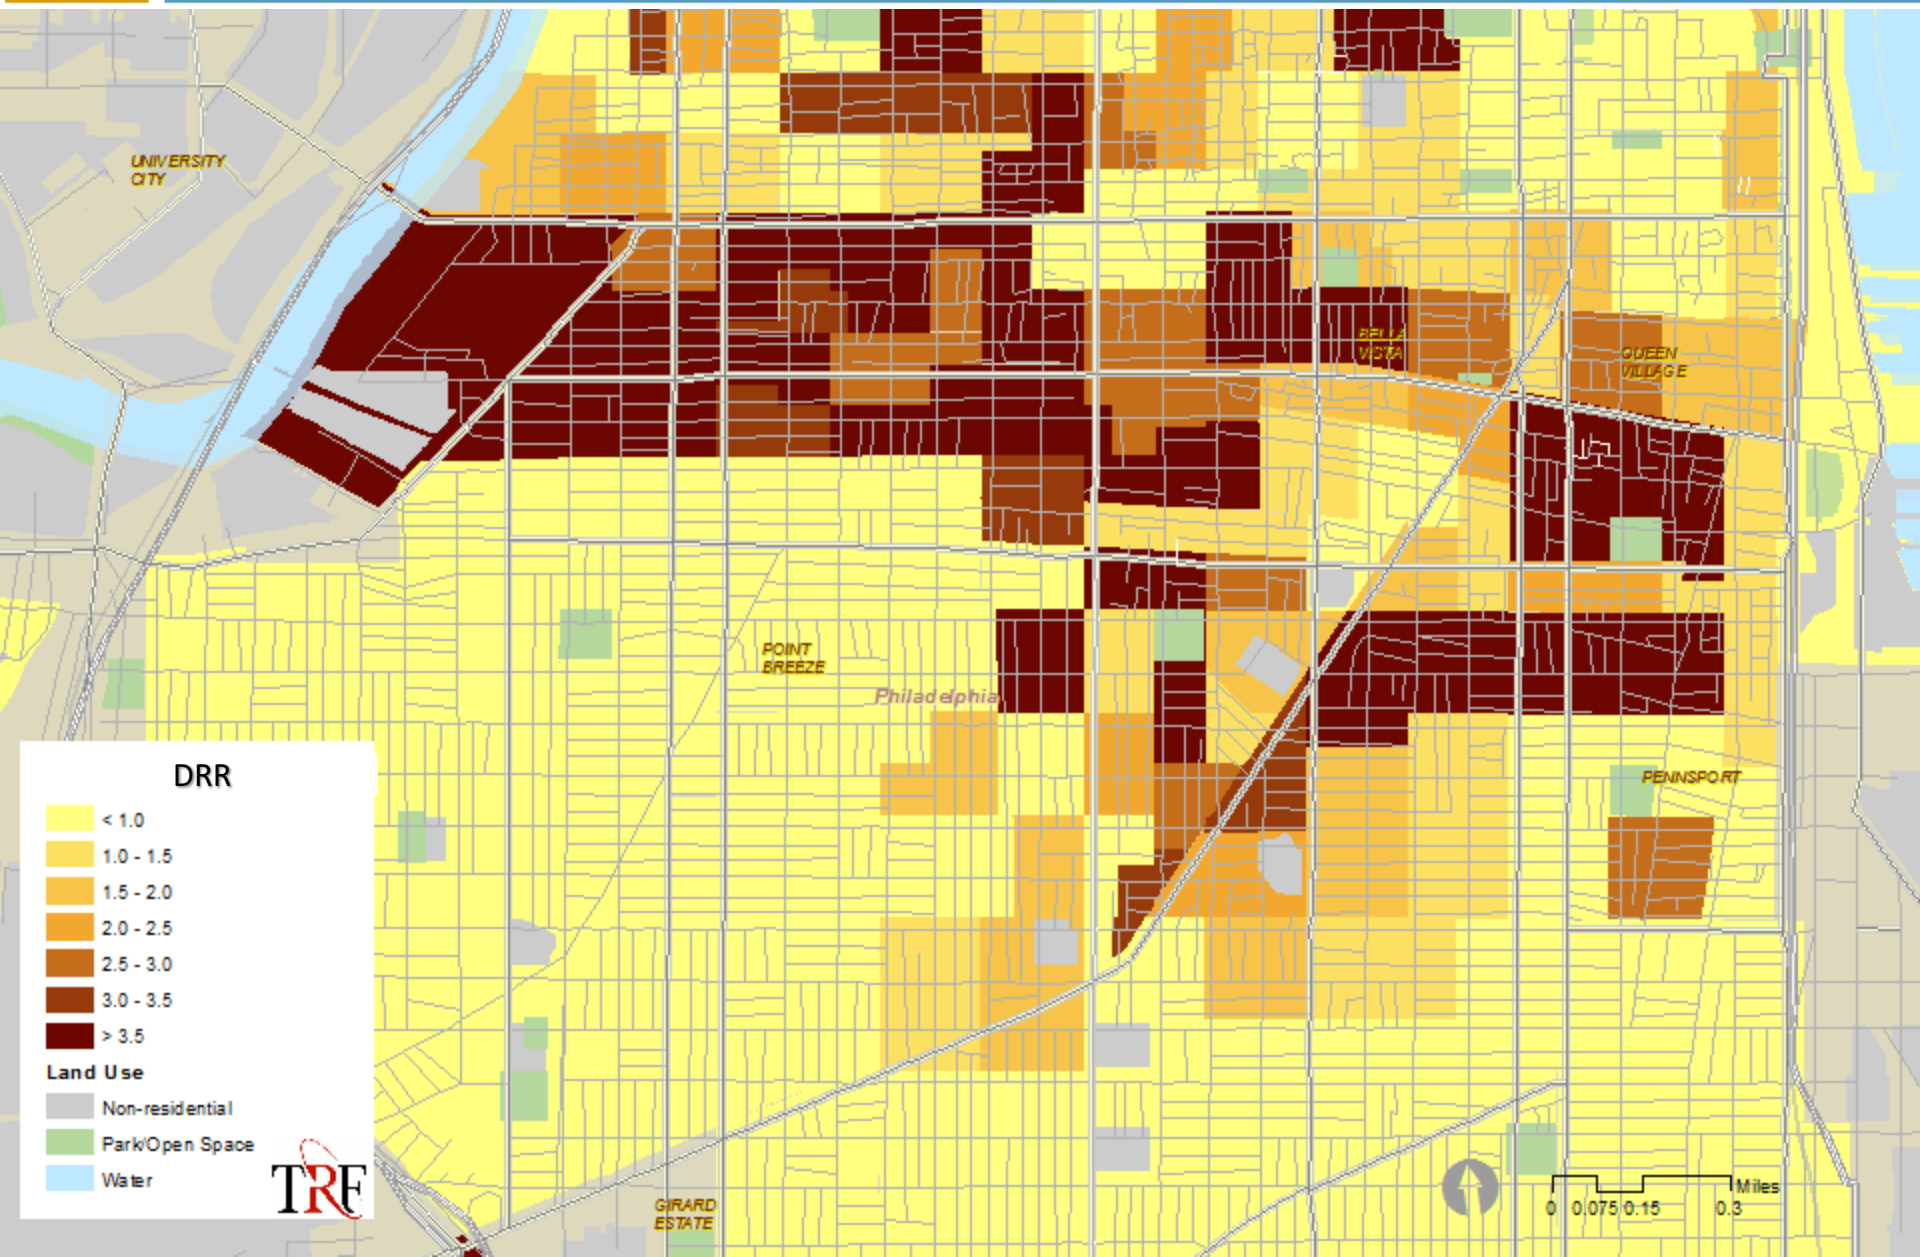 UNIVERSITY
CITY
BELLA
VISTA
QUEEN
VILLAGE
POINT
BREEZE
Philadelphia
PENNSPORT
DRR
< 1.0
1.0 - 1.5
1.5 - 2.0
2.0 - 2.5
2.5 - 3.0
3.0 - 3.5
> 3.5
Land Use
Non-residential
Park/Open Space
Water
TRF
GIRARD
ESTATE
Miles
0 0.075 0.15 0.3